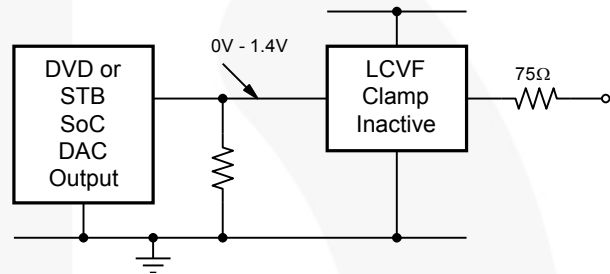 0V - 1.4V
DVD or
STB
SoC
DAC
Output
LCVF
Clamp
Inactive
75Ω